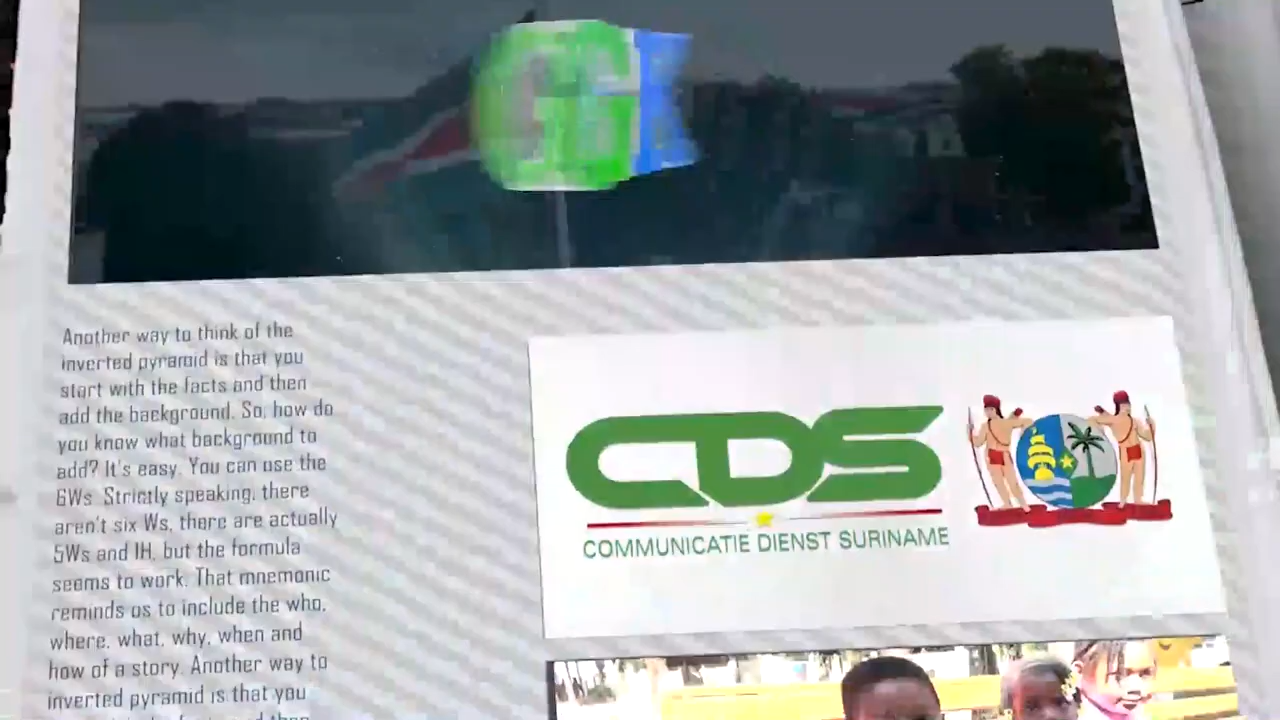 Another way to think of the
inverted pyramid is that you
start with the facts and then
add the background. So, how do
you know what background to
add? It's easy. You can use the
6Ws. Strictly speaking, there
aren't six Ws, there are actually
5Ws and 1H, but the formula
seems to work. That mnemonic
reminds us to include the who,
where, what, why, when and
how of a story. Another way to
inverted pyramid is that you
CDS
COMMUNICATIE DIENST SURINAME